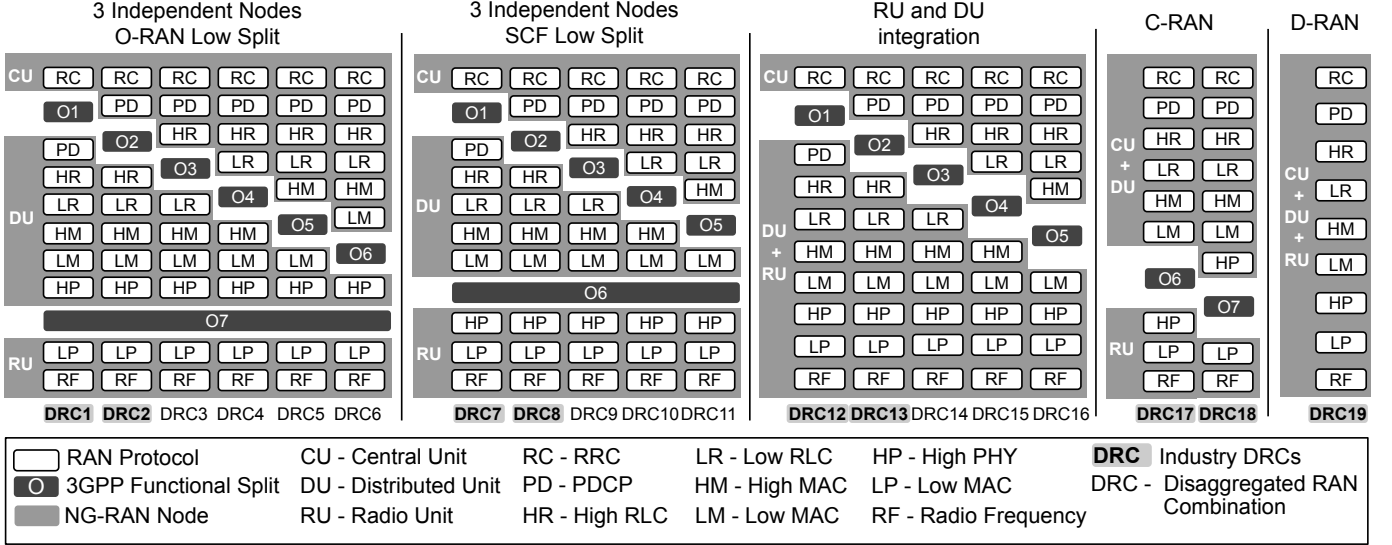 3 Independent Nodes
O-RAN Low Split
CU RC RC RC RC RC RC
O1 PD PD PD PD PD
O2 HR HR HR HR
PD O3 LR LR LR
HR HR O4 HM HM
DU LR LR LR O5 LM
HM HM HM HM O6
LM LM LM LM LM
HP HP HP HP HP HP
O7
RU LP LP LP LP LP LP
RF RF RF RF RF RF
DRC1 DRC2 DRC3 DRC4 DRC5 DRC6
3 Independent Nodes
SCF Low Split
CU RC RC RC RC RC
O1 PD PD PD PD
O2 HR HR HR
PD O3 LR LR
HR HR O4 HM
DU LR LR LR O5
HM HM HM HM
LM LM LM LM LM
O6
HP HP HP HP HP
RU LP LP LP LP LP
RF RF RF RF RF
DRC7 DRC8 DRC9 DRC10 DRC11
RU and DU
integration
CU RC RC RC RC RC
O1 PD PD PD PD
O2 HR HR HR
PD O3 LR LR
HR HR O4 HM
LR LR LR O5
DU + RU HM HM HM HM
LM LM LM LM LM
HP HP HP HP HP
LP LP LP LP LP
RF RF RF RF RF
DRC12 DRC13 DRC14 DRC15 DRC16
C-RAN
RC RC
PD PD
CU + DU HR HR
LR LR
HM HM
LM LM
O6 HP
HP O7
RU LP LP
RF RF
DRC17 DRC18
D-RAN
RC
PD
HR
CU + DU + RU LR
HM
LM
HP
LP
RF
DRC19
RAN Protocol CU - Central Unit RC - RRC LR - Low RLC HP - High PHY DRC Industry DRCs
O 3GPP Functional Split DU - Distributed Unit PD - PDCP HM - High MAC LP - Low MAC DRC - Disaggregated RAN
Combination
NG-RAN Node RU - Radio Unit HR - High RLC LM - Low MAC RF - Radio Frequency